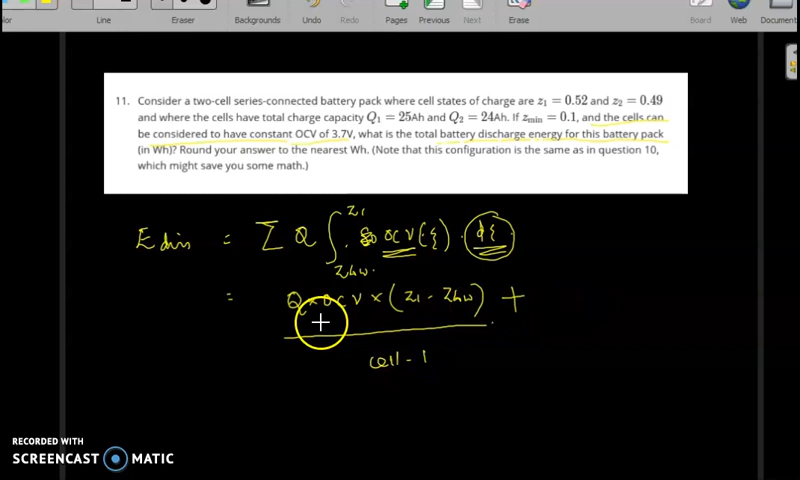 Line
Eraser
Backgrounds
Undo
Redo
Pages
Previous
Next
Erase
Board
Web
Document
11. Consider a two-cell series-connected battery pack where cell states of charge are z₁ = 0.52 and z₂ = 0.49
and where the cells have total charge capacity Q₁ = 25Ah and Q₂ = 24Ah. If z_min = 0.1, and the cells can
be considered to have constant OCV of 3.7V, what is the total battery discharge energy for this battery pack
(in Wh)? Round your answer to the nearest Wh. (Note that this configuration is the same as in question 10,
which might save you some math.)
= Σ Q ∫ z₁ z low . OCV(ξ) . dξ
= Q × OCV × (z₁ - z low) +
cell-1
RECORDED WITH
SCREENCAST MATIC